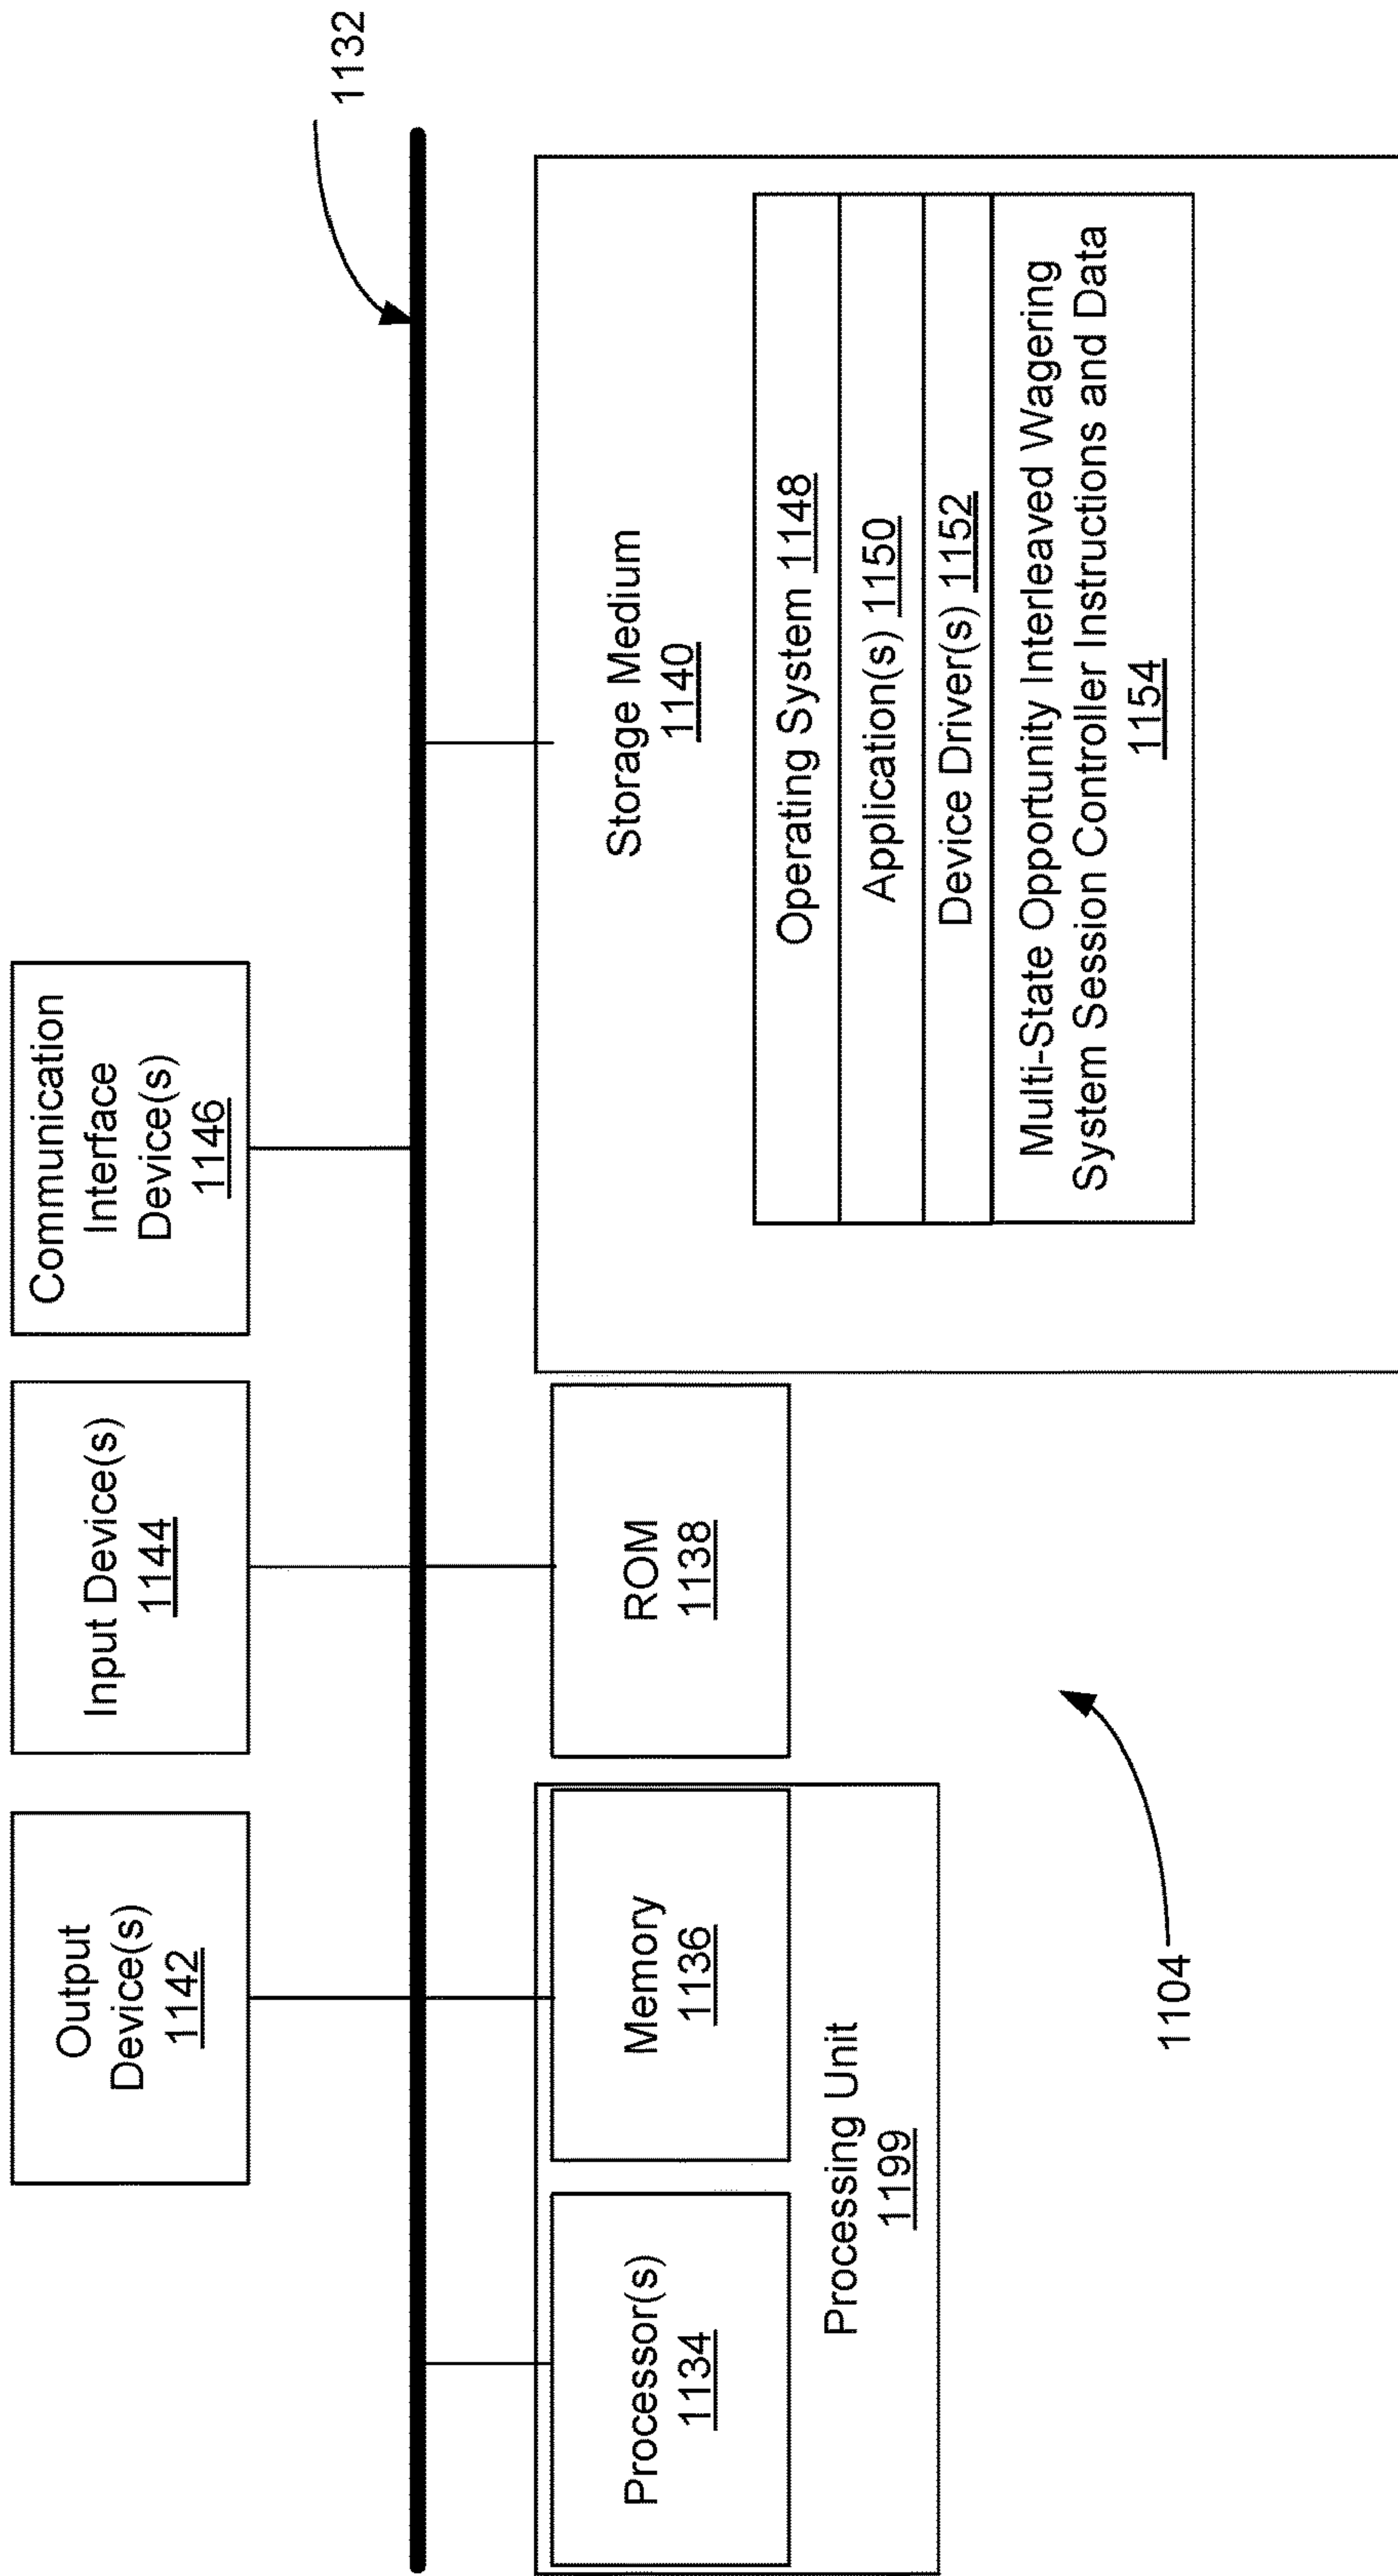 1132
Output
Device(s)
1142
Input Device(s)
1144
Communication
Interface
Device(s)
1146
Processor(s)
1134
Memory
1136
Processing Unit
1199
ROM
1138
Storage Medium
1140
Operating System 1148
Application(s) 1150
Device Driver(s) 1152
Multi-State Opportunity Interleaved Wagering
System Session Controller Instructions and Data
1154
1104